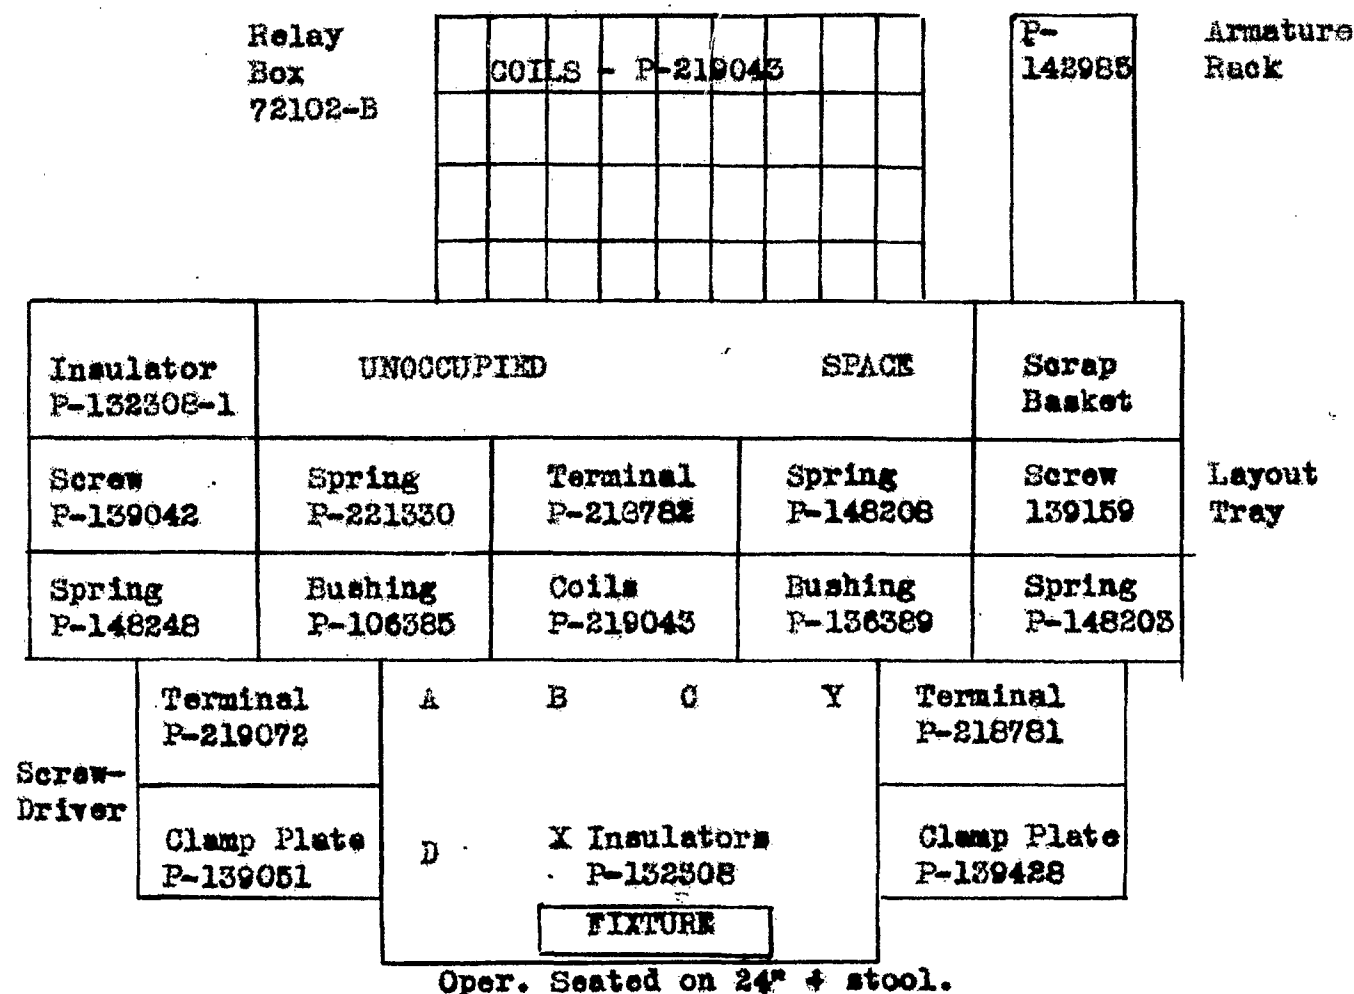 Relay
Box
72102-B
COILS - P-219043
P-
142985
Armature
Rack
Insulator
P-132308-1
UNOCCUPIED SPACE
Scrap
Basket
Screw
P-139042
Spring
P-221330
Terminal
P-218782
Spring
P-148208
Screw
139159
Layout
Tray
Spring
P-148248
Bushing
P-106385
Coils
P-219043
Bushing
P-136389
Spring
P-148203
Terminal
P-219072
A B C Y
Terminal
P-218781
Screw-
Driver
Clamp Plate
P-139051
D
X Insulators
P-132308
Clamp Plate
P-139428
FIXTURE
Oper. Seated on 24" stool.